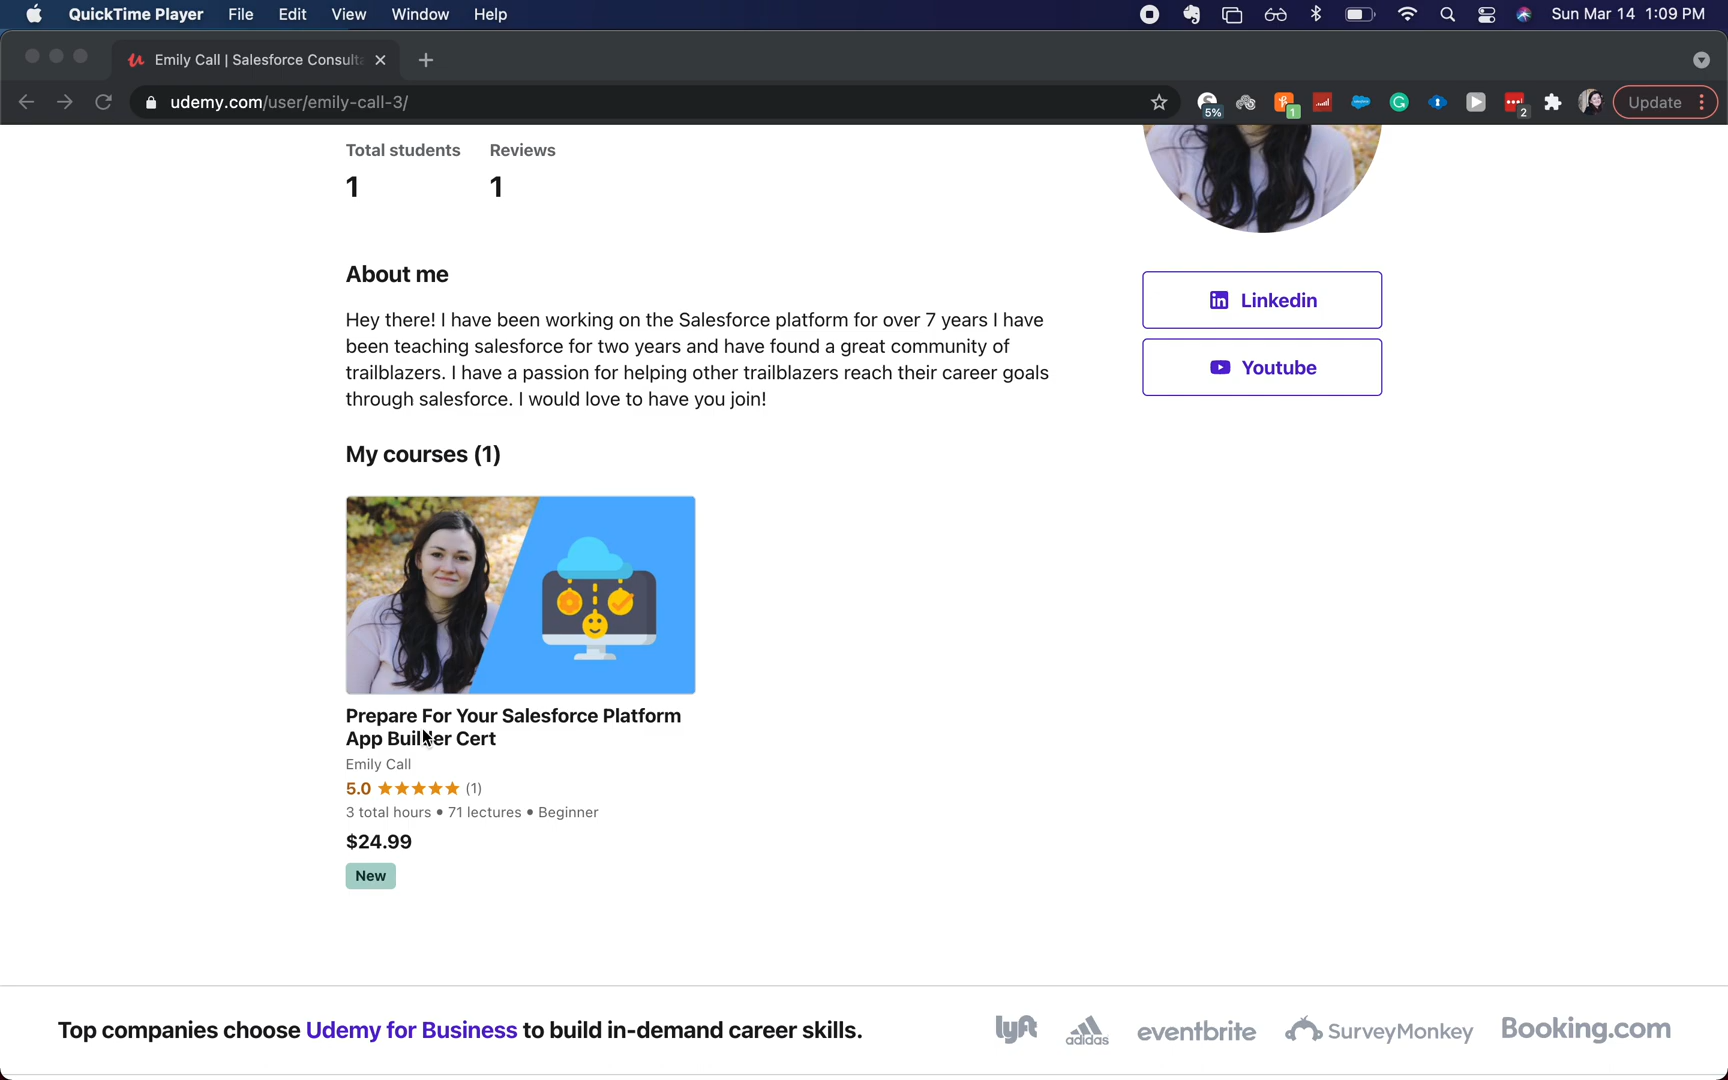 QuickTime Player File Edit View Window Help Sun Mar 14 1:09 PM
Emily Call | Salesforce Consulta
udemy.com/user/emily-call-3/ 5% 1 2 Update
Total students Reviews
1 1
About me
Hey there! I have been working on the Salesforce platform for over 7 years I have
been teaching salesforce for two years and have found a great community of
trailblazers. I have a passion for helping other trailblazers reach their career goals
through salesforce. I would love to have you join!
Linkedin
Youtube
My courses (1)
Prepare For Your Salesforce Platform
App Builder Cert
Emily Call
5.0 (1)
3 total hours • 71 lectures • Beginner
$24.99
New
Top companies choose Udemy for Business to build in-demand career skills.
lyft adidas eventbrite SurveyMonkey Booking.com